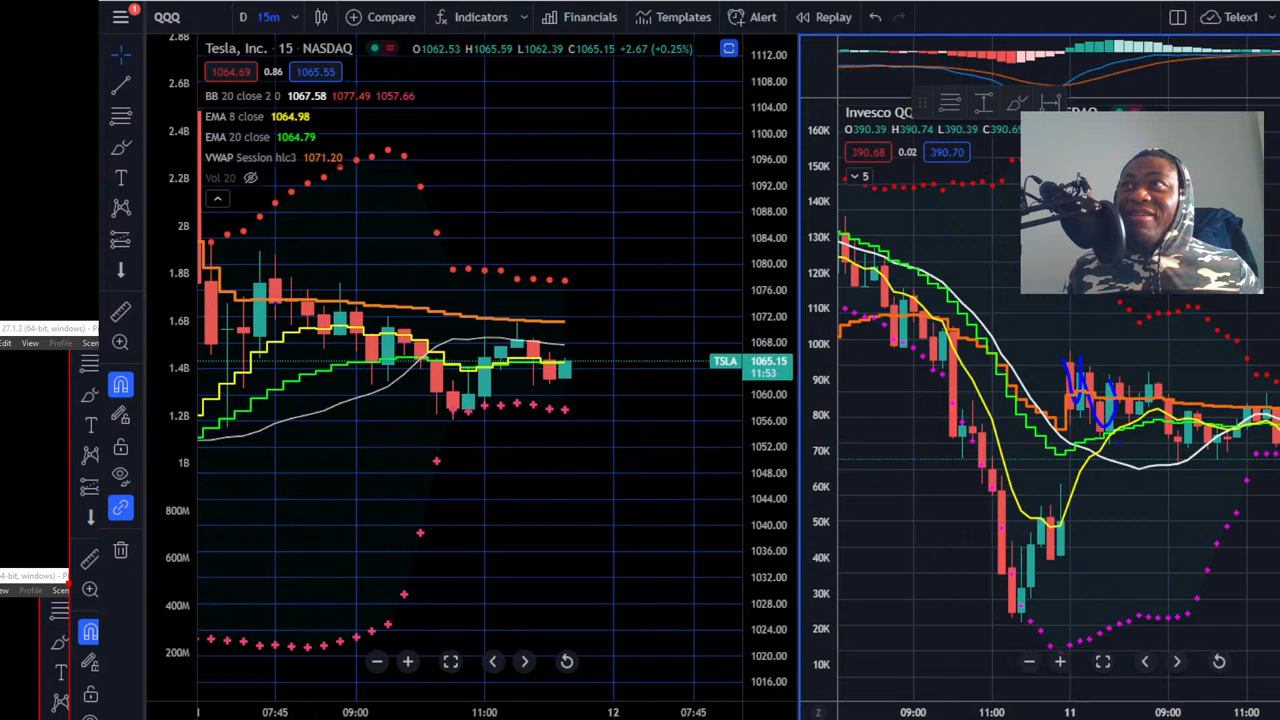 1
QQQ
D 15m
Compare
Indicators
Financials
Templates
Alert
Replay
Telex1
Tesla, Inc. · 15 · NASDAQ
O1062.53 H1065.59 L1062.39 C1065.15 +2.67 (+0.25%)
1064.69 0.86 1065.55
BB 20 close 2 0 1067.58 1077.49 1057.66
EMA 8 close 1064.98
EMA 20 close 1064.79
VWAP Session hlc3 1071.20
Vol 20
2.8B
2.6B
2.4B
2.2B
2B
1.8B
1.6B
1.4B
1.2B
1B
800M
600M
400M
200M
1112.00
1108.00
1104.00
1100.00
1096.00
1092.00
1088.00
1084.00
1080.00
1076.00
1072.00
1068.00
TSLA 1065.15
11:53
1060.00
1056.00
1052.00
1048.00
1044.00
1040.00
1036.00
1032.00
1028.00
1024.00
1020.00
1016.00
07:45 09:00 11:00 12 07:45
Invesco QQ
O390.39 H390.74 L390.39 C390.69
390.68 0.02 390.70
5
160K
150K
140K
130K
120K
110K
100K
90K
80K
70K
60K
50K
40K
30K
20K
10K
Z
09:00 11:00 11 09:00 11:00
27.1.3 (64-bit, windows) - P
Edit View Profile Scen
4-bit, windows) - P
ew Profile Scen